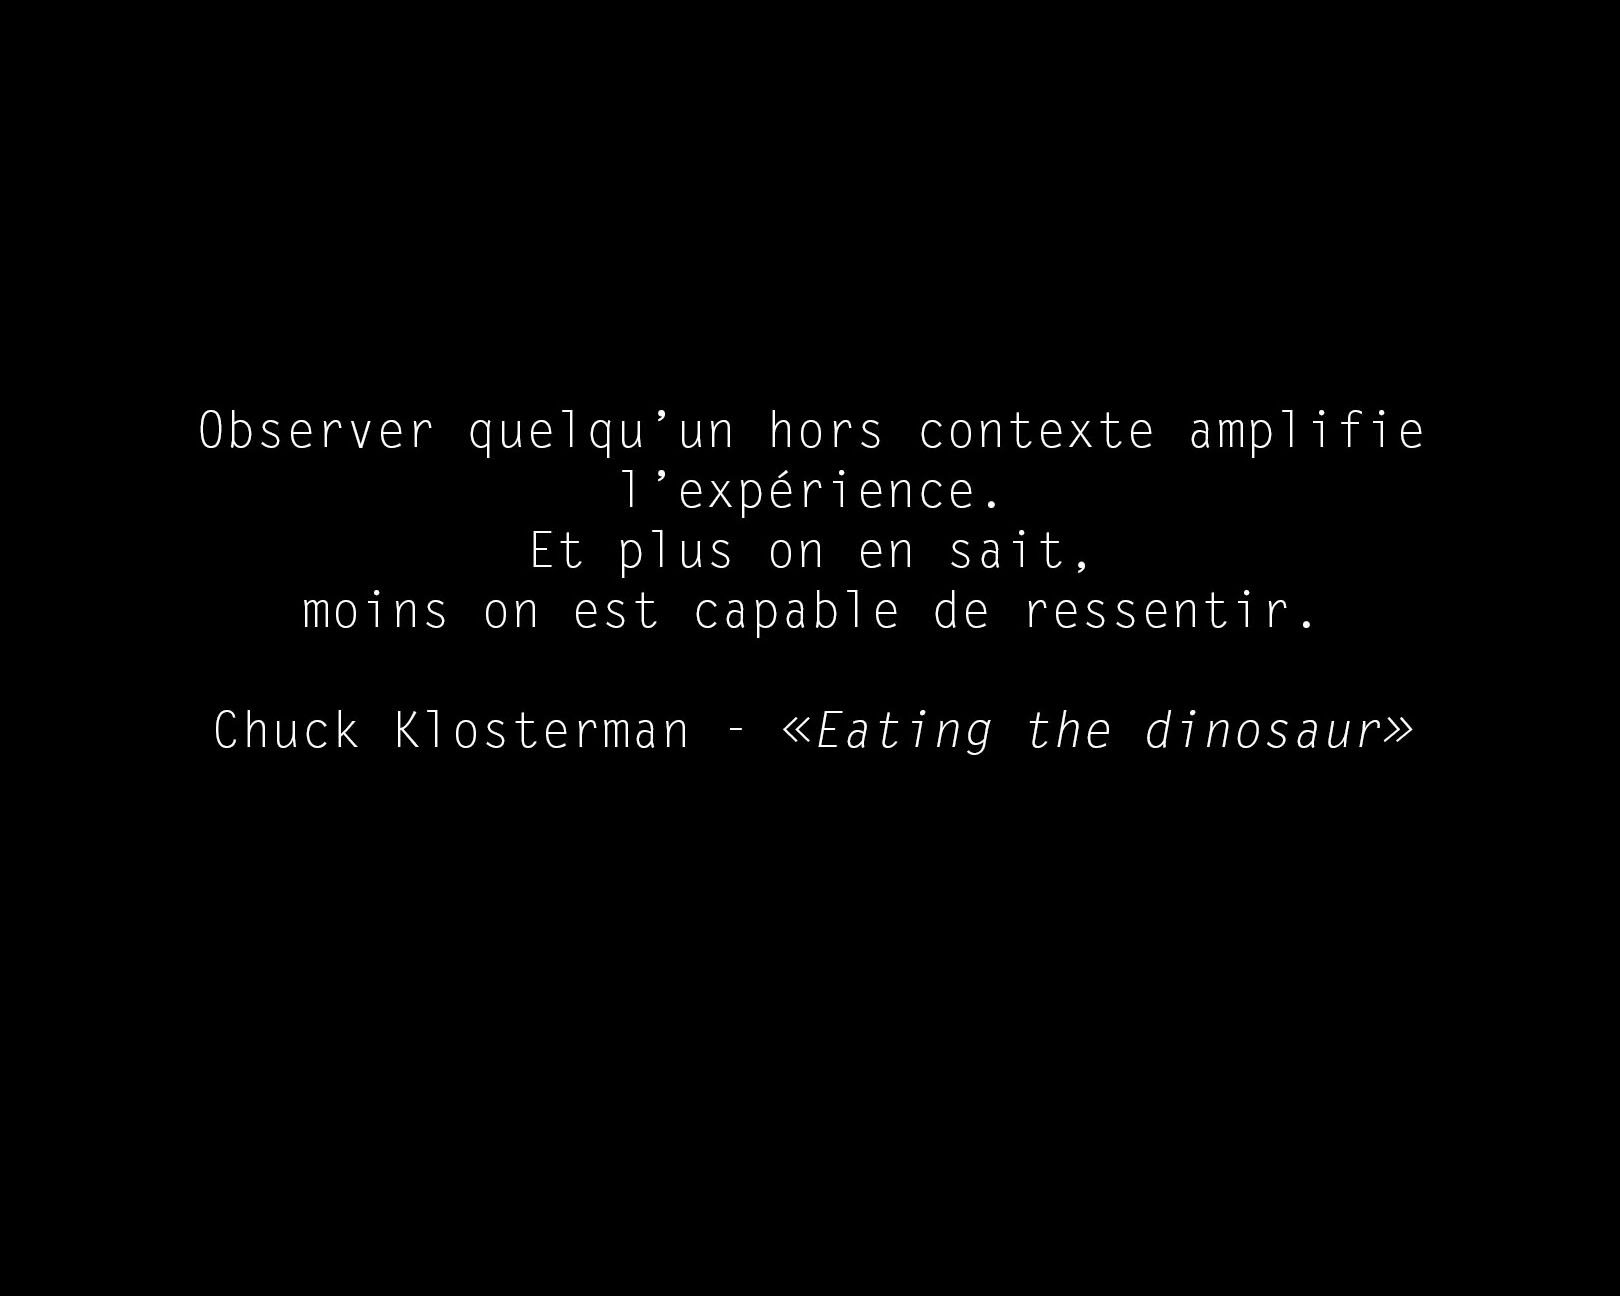 Observer quelqu’un hors contexte amplifie
l’expérience.
Et plus on en sait,
moins on est capable de ressentir.
Chuck Klosterman - «Eating the dinosaur»